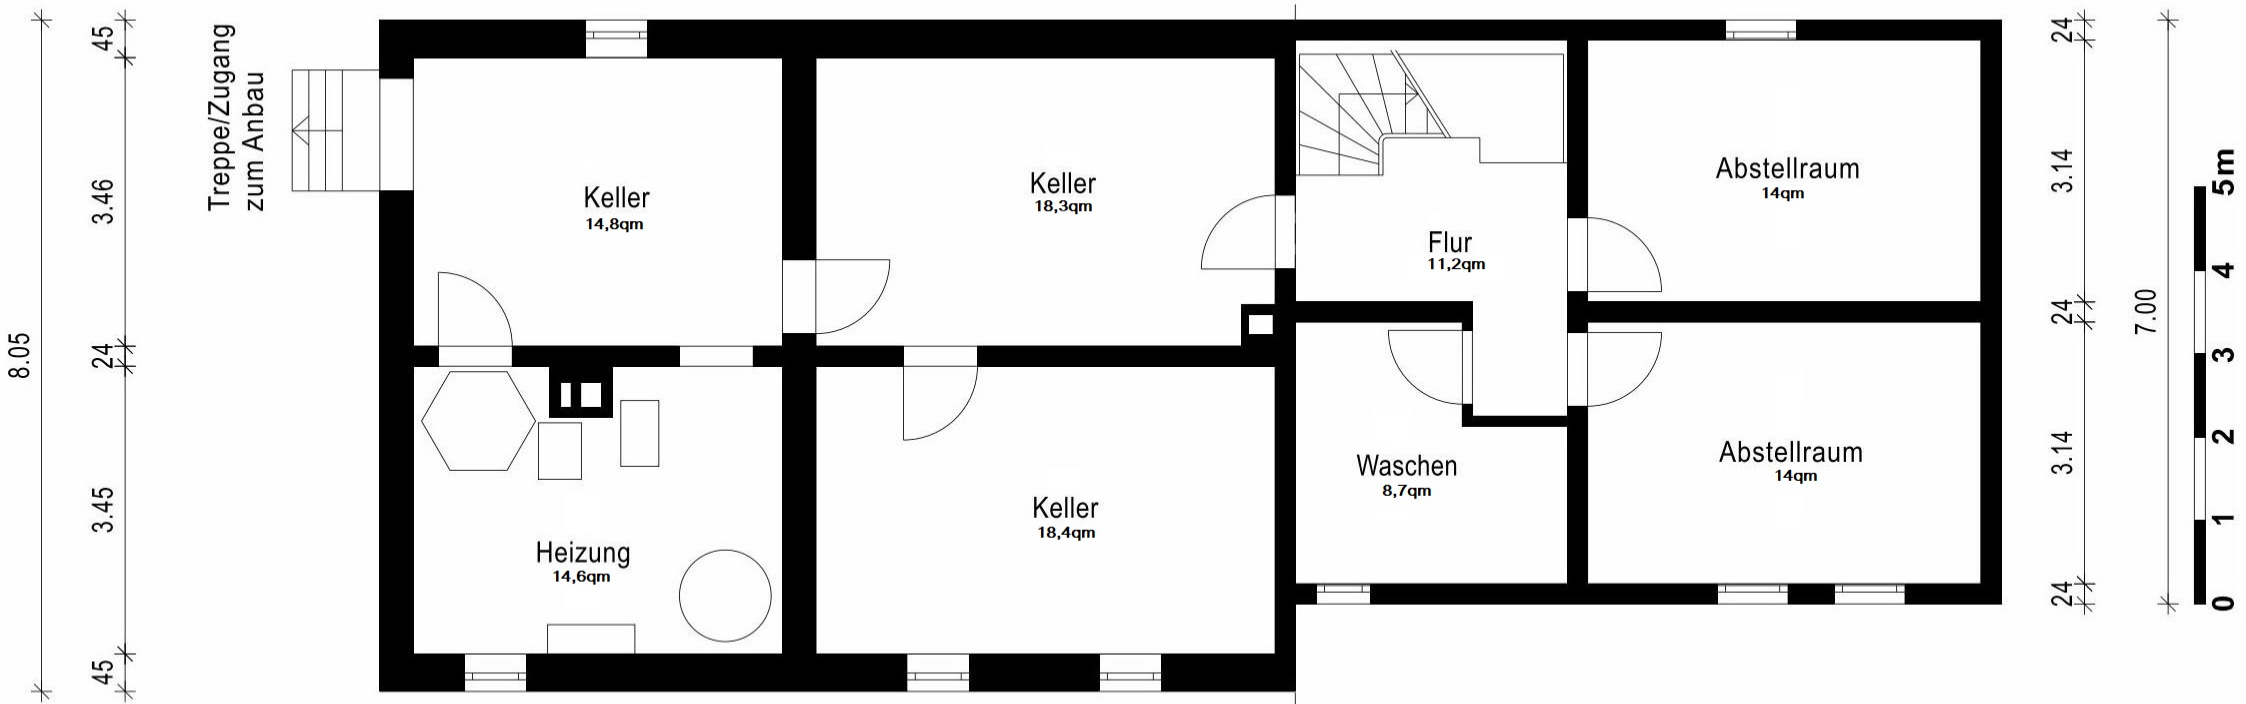 8.05
45
3.46
24
3.45
45
Treppe/Zugang
zum Anbau
Keller
14,8qm
Heizung
14,6qm
Keller
18,3qm
Keller
18,4qm
Flur
11,2qm
Waschen
8,7qm
Abstellraum
14qm
Abstellraum
14qm
24
3.14
24
3.14
24
7.00
5m
4
3
2
1
0